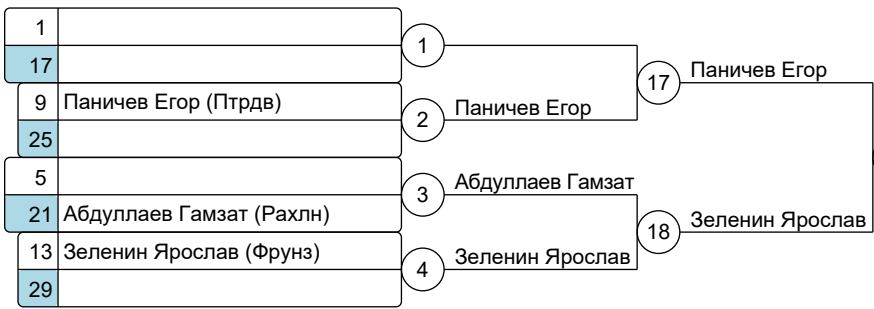 1
17
1
9 Паничев Егор (Птрдв)
25
2
Паничев Егор
17
Паничев Егор
5
21 Абдуллаев Гамзат (Рахлн)
3
Абдуллаев Гамзат
13 Зеленин Ярослав (Фрунз)
29
4
Зеленин Ярослав
18
Зеленин Ярослав